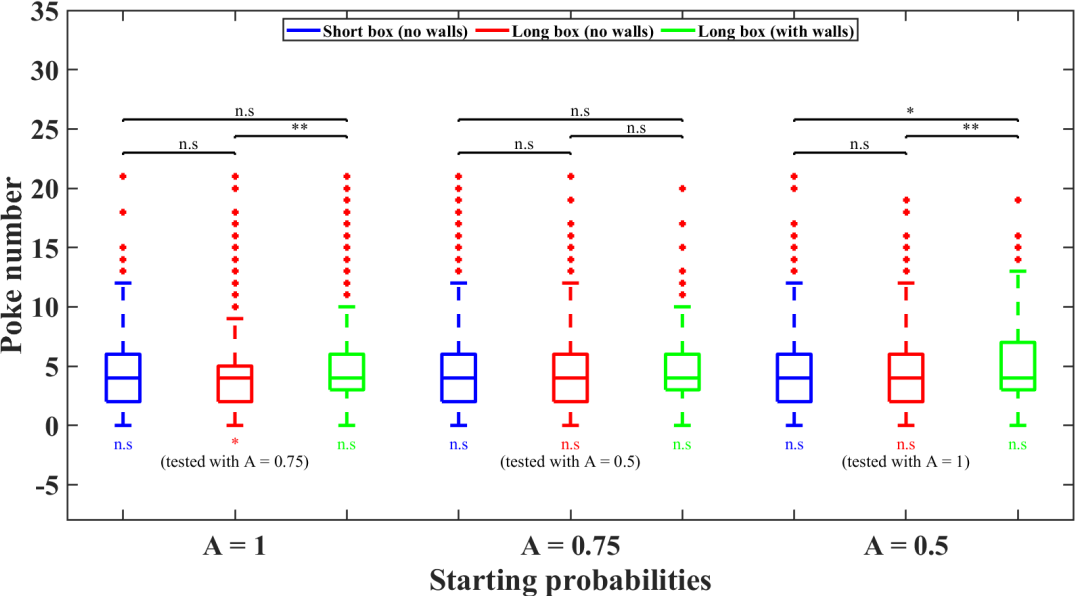 Short box (no walls) Long box (no walls) Long box (with walls)
35
30
25
20
15
10
5
0
-5
Poke number
n.s n.s *
** n.s **
n.s n.s n.s
n.s * n.s n.s n.s n.s n.s n.s n.s
(tested with A = 0.75) (tested with A = 0.5) (tested with A = 1)
A = 1 A = 0.75 A = 0.5
Starting probabilities